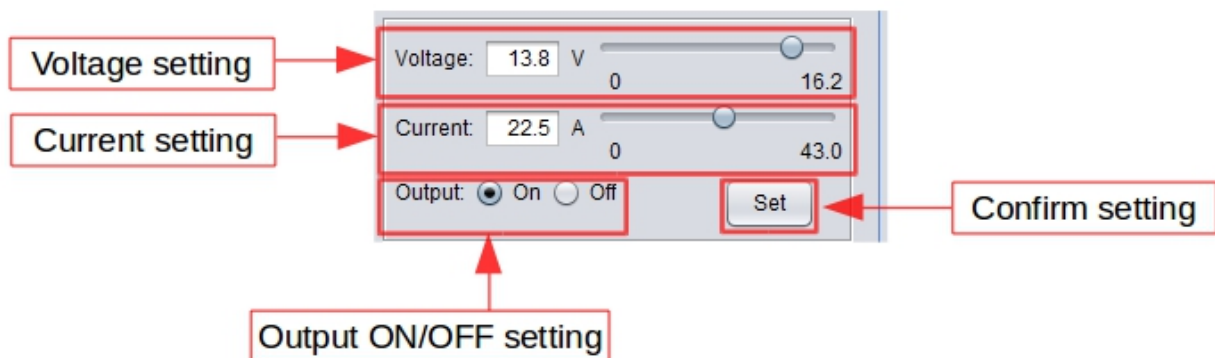 Voltage setting
Voltage: 13.8 V
0 16.2
Current setting
Current: 22.5 A
0 43.0
Output: On Off
Set
Confirm setting
Output ON/OFF setting